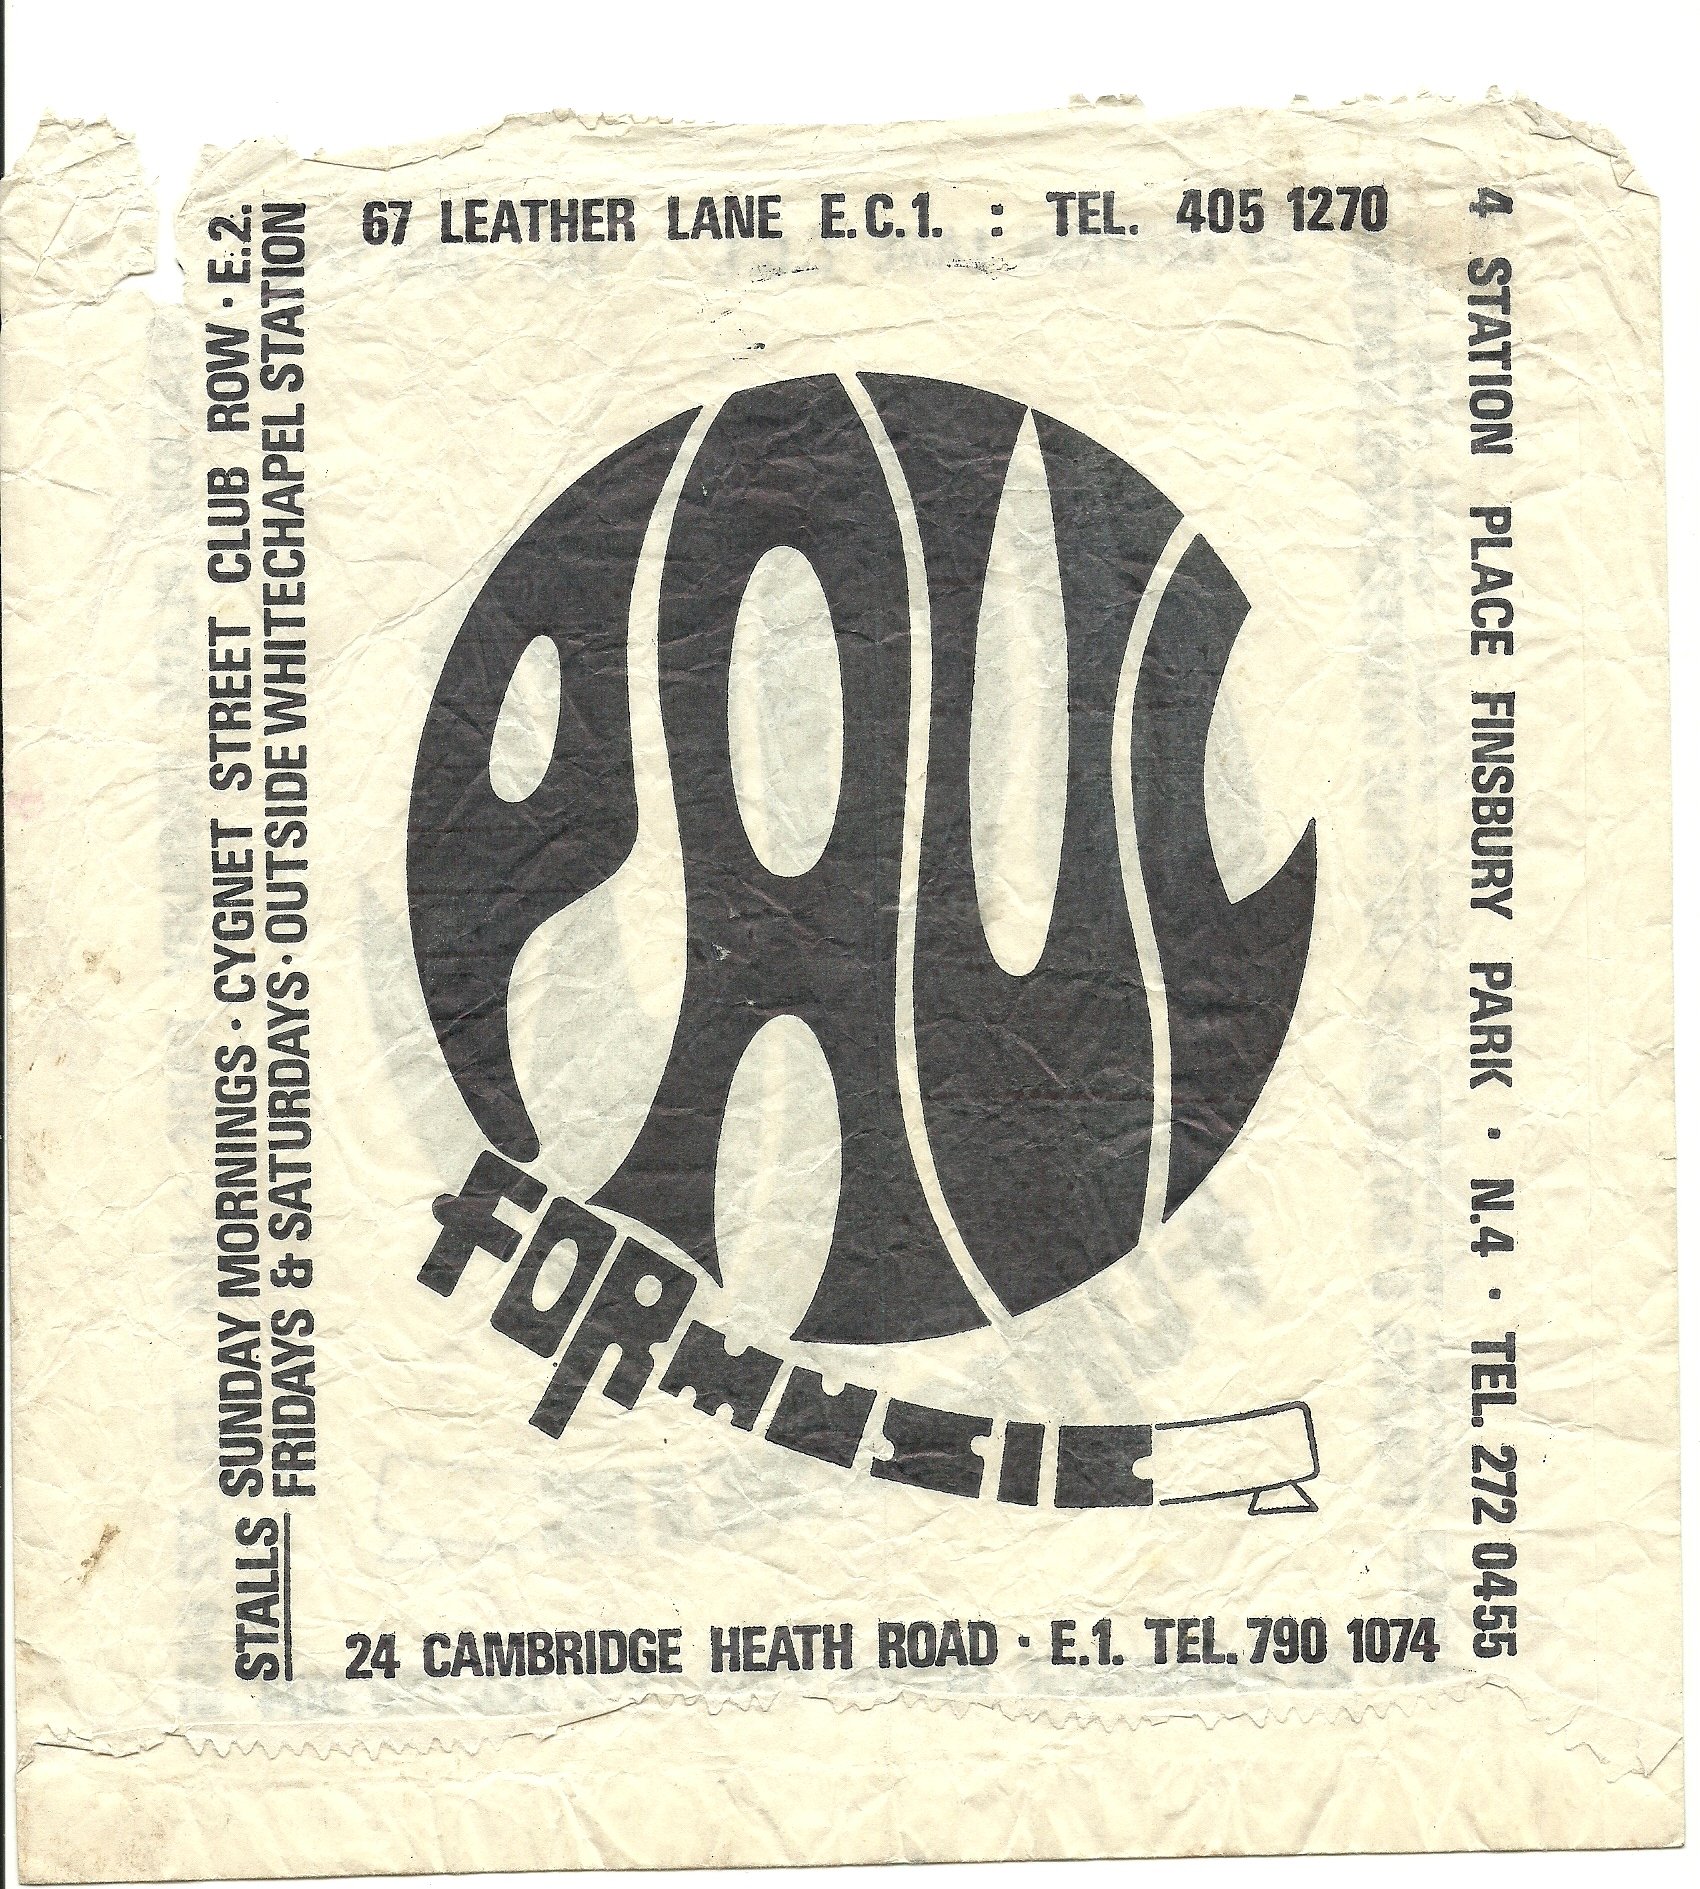 67 LEATHER LANE E.C.1. : TEL. 405 1270
4 STATION PLACE FINSBURY PARK · N.4 · TEL. 272 0455
PAUL
FOR MUSIC
24 CAMBRIDGE HEATH ROAD · E.1. TEL. 790 1074
STALLS SUNDAY MORNINGS · CYGNET STREET CLUB ROW · E.2.
FRIDAYS & SATURDAYS · OUTSIDE WHITECHAPEL STATION